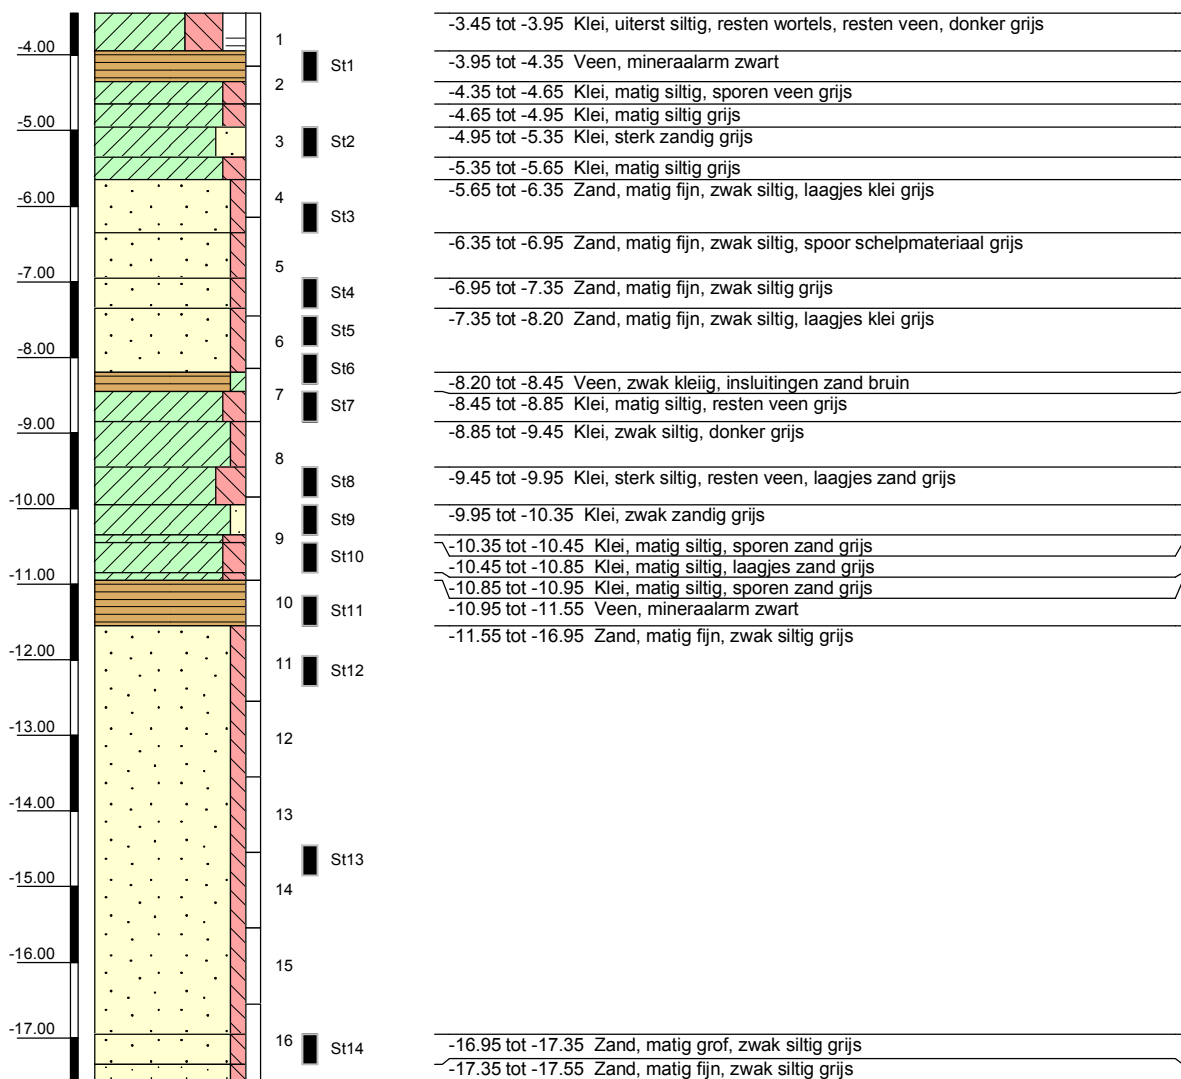 -4.00
-5.00
-6.00
-7.00
-8.00
-9.00
-10.00
-11.00
-12.00
-13.00
-14.00
-15.00
-16.00
-17.00
1
2
3
4
5
6
7
8
9
10
11
12
13
14
15
16
St1
St2
St3
St4
St5
St6
St7
St8
St9
St10
St11
St12
St13
St14
-3.45 tot -3.95 Klei, uiterst siltig, resten wortels, resten veen, donker grijs
-3.95 tot -4.35 Veen, mineraalarm zwart
-4.35 tot -4.65 Klei, matig siltig, sporen veen grijs
-4.65 tot -4.95 Klei, matig siltig grijs
-4.95 tot -5.35 Klei, sterk zandig grijs
-5.35 tot -5.65 Klei, matig siltig grijs
-5.65 tot -6.35 Zand, matig fijn, zwak siltig, laagjes klei grijs
-6.35 tot -6.95 Zand, matig fijn, zwak siltig, spoor schelpmateriaal grijs
-6.95 tot -7.35 Zand, matig fijn, zwak siltig grijs
-7.35 tot -8.20 Zand, matig fijn, zwak siltig, laagjes klei grijs
-8.20 tot -8.45 Veen, zwak kleiig, insluitingen zand bruin
-8.45 tot -8.85 Klei, matig siltig, resten veen grijs
-8.85 tot -9.45 Klei, zwak siltig, donker grijs
-9.45 tot -9.95 Klei, sterk siltig, resten veen, laagjes zand grijs
-9.95 tot -10.35 Klei, zwak zandig grijs
-10.35 tot -10.45 Klei, matig siltig, sporen zand grijs
-10.45 tot -10.85 Klei, matig siltig, laagjes zand grijs
-10.85 tot -10.95 Klei, matig siltig, sporen zand grijs
-10.95 tot -11.55 Veen, mineraalarm zwart
-11.55 tot -16.95 Zand, matig fijn, zwak siltig grijs
-16.95 tot -17.35 Zand, matig grof, zwak siltig grijs
-17.35 tot -17.55 Zand, matig fijn, zwak siltig grijs